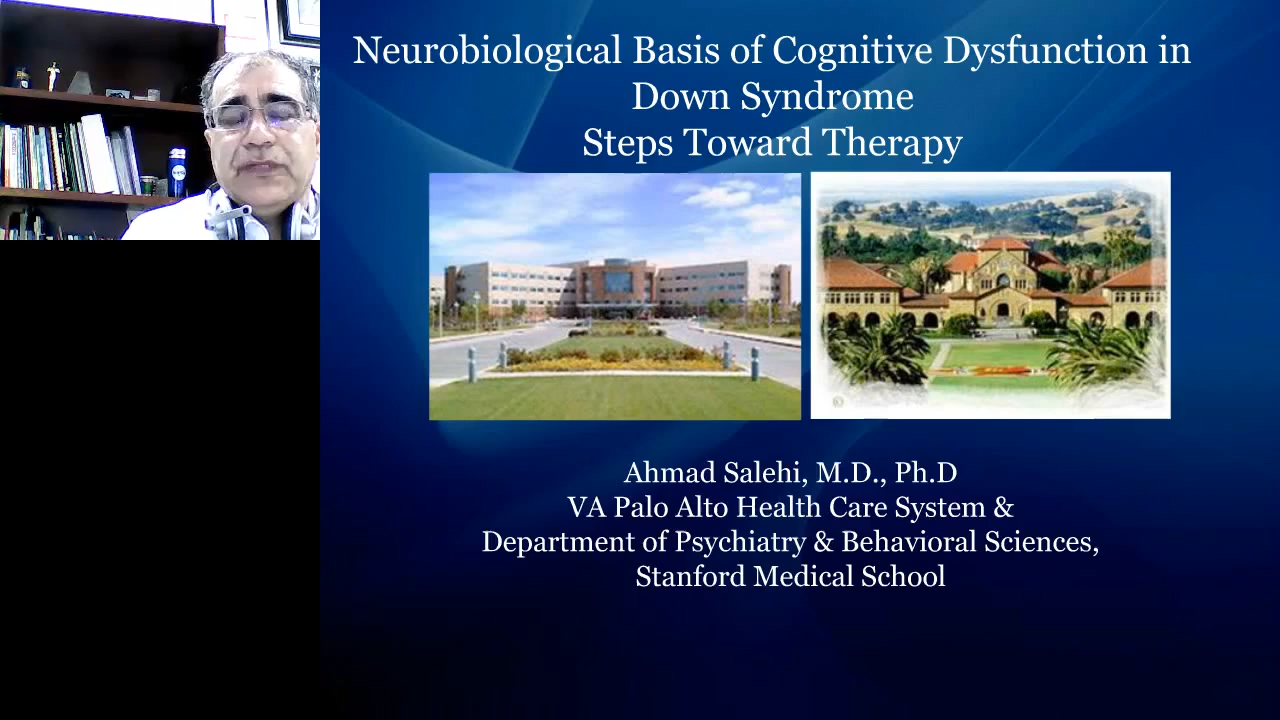 Neurobiological Basis of Cognitive Dysfunction in
Down Syndrome
Steps Toward Therapy
Ahmad Salehi, M.D., Ph.D
VA Palo Alto Health Care System &
Department of Psychiatry & Behavioral Sciences,
Stanford Medical School